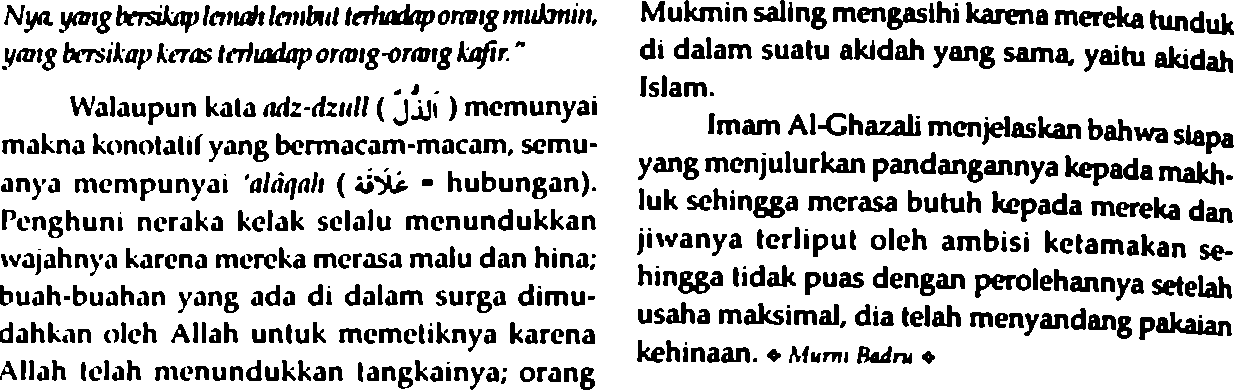 Nya, yang bersikap lemah lembut terhadap orang mukmin,
yang bersikap keras terhadap orang-orang kafir."
Walaupun kata adz-dzull ( اَلذُّلّ ) memunyai
makna konotatif yang bermacam-macam, semu-
anya mempunyai 'alâqah ( عَلَاقَة = hubungan).
Penghuni neraka kelak selalu menundukkan
wajahnya karena mereka merasa malu dan hina;
buah-buahan yang ada di dalam surga dimu-
dahkan oleh Allah untuk memetiknya karena
Allah telah menundukkan tangkainya; orang
Mukmin saling mengasihi karena mereka tunduk
di dalam suatu akidah yang sama, yaitu akidah
Islam.
Imam Al-Ghazali menjelaskan bahwa siapa
yang menjulurkan pandangannya kepada makh-
luk sehingga merasa butuh kepada mereka dan
jiwanya terliput oleh ambisi ketamakan se-
hingga tidak puas dengan perolehannya setelah
usaha maksimal, dia telah menyandang pakaian
kehinaan. ❖ Murni Badru ❖